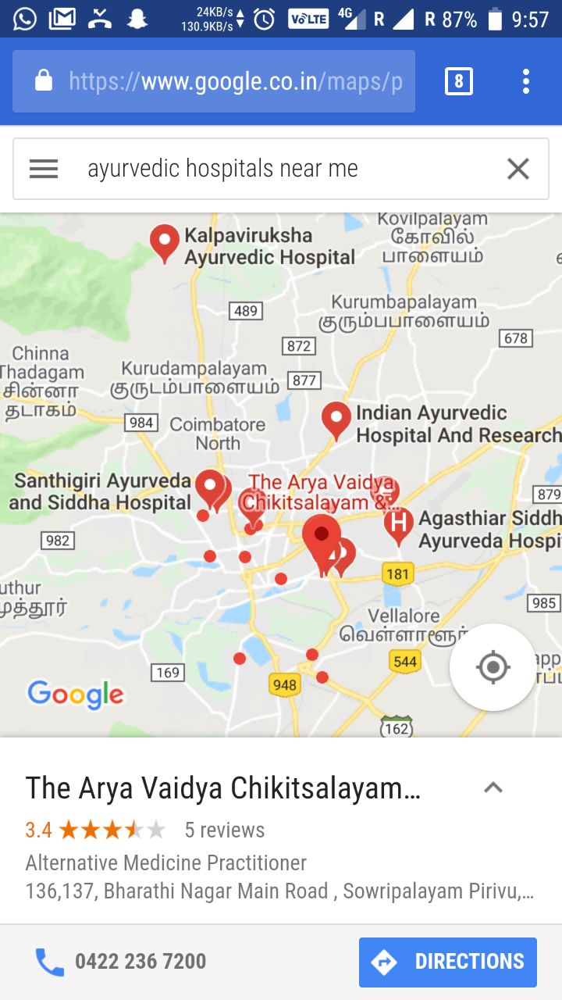 24KB/s
130.9KB/s
VoLTE
4G
R
R 87%
9:57
https://www.google.co.in/maps/p
8
ayurvedic hospitals near me
Kovilpalayam
கோவில்
பாளையம்
Kalpaviruksha
Ayurvedic Hospital
489
Kurumbapalayam
குரும்பபாளையம்
678
872
Chinna
Thadagam
சின்னா
தடாகம்
Kurudampalayam
குருடம்பாளையம்
877
984
Coimbatore
North
Indian Ayurvedic
Hospital And Research
Santhigiri Ayurveda
and Siddha Hospital
The Arya Vaidya
Chikitsalayam &...
879
H
Agasthiar Siddh
Ayurveda Hospi
982
181
uthur
முத்தூர்
985
Vellalore
வெள்ளாளூர்
544
169
948
app
Google
162
The Arya Vaidya Chikitsalayam...
3.4
5 reviews
Alternative Medicine Practitioner
136,137, Bharathi Nagar Main Road , Sowripalayam Pirivu,...
0422 236 7200
DIRECTIONS